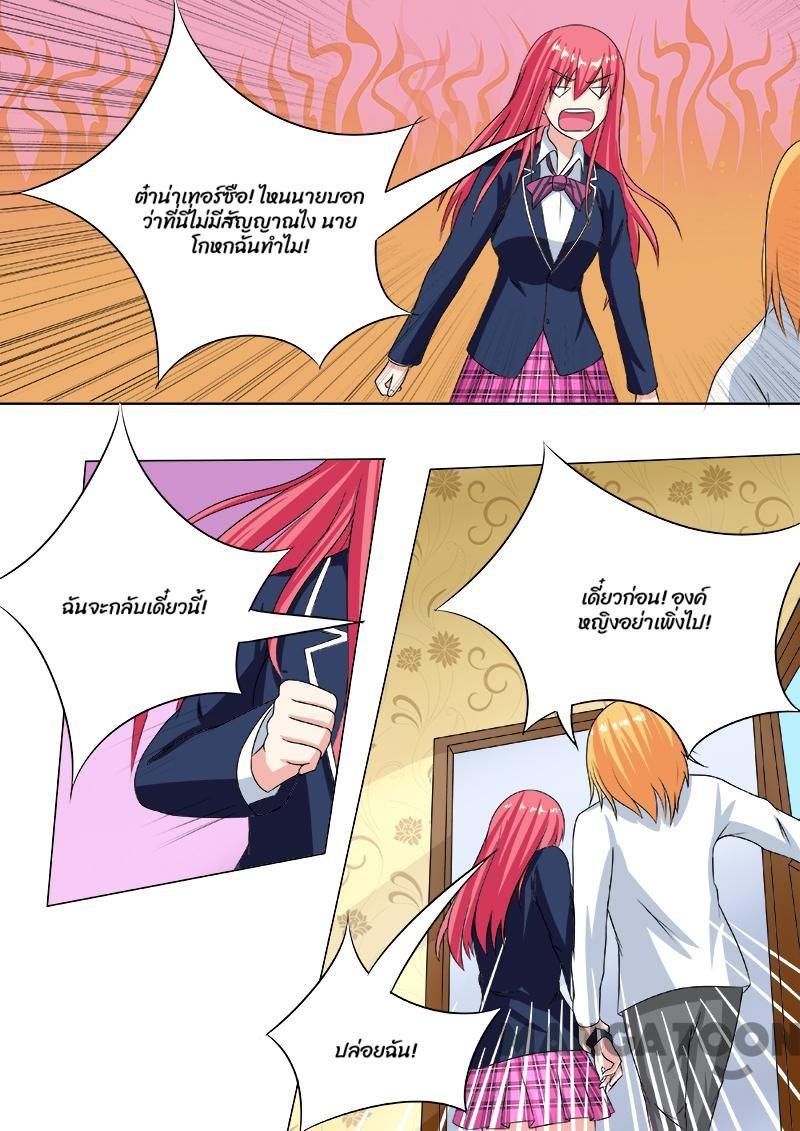 ต๋าน่าเทอร์ซือ! ไหนนายบอก
ว่าที่นี่ไม่มีสัญญาณไง นาย
โกหกฉันทำไม!
ฉันจะกลับเดี๋ยวนี้!
เดี๋ยวก่อน! องค์
หญิงอย่าเพิ่งไป!
ปล่อยฉัน!
MANGATOON